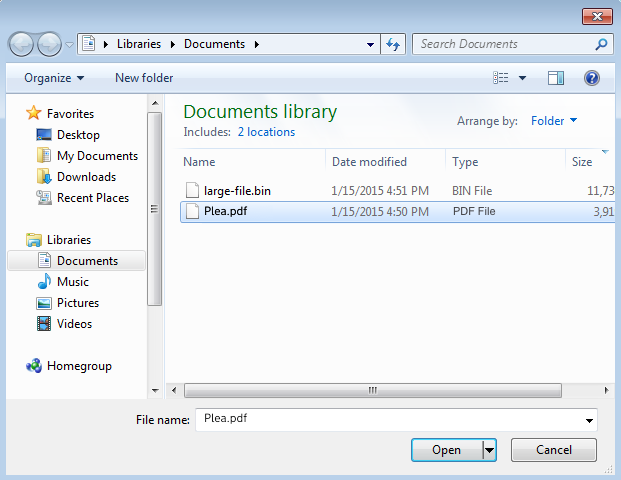 Libraries Documents Search Documents
Organize New folder
Documents library
Includes: 2 locations Arrange by: Folder
Name Date modified Type Size
large-file.bin 1/15/2015 4:51 PM BIN File 11,73
Plea.pdf 1/15/2015 4:50 PM PDF File 3,91
Favorites
Desktop
My Documents
Downloads
Recent Places
Libraries
Documents
Music
Pictures
Videos
Homegroup
File name: Plea.pdf
Open Cancel